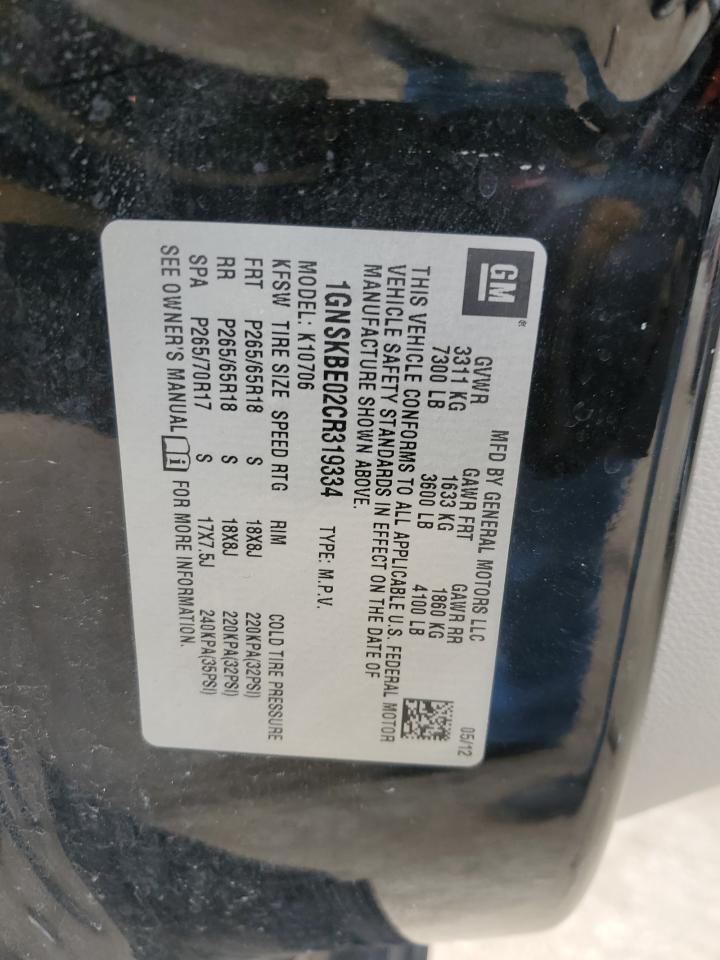 GM
®
MFD BY GENERAL MOTORS LLC 05/12
GVWR GAWR FRT GAWR RR
3311 KG 1633 KG 1860 KG
7300 LB 3600 LB 4100 LB
THIS VEHICLE CONFORMS TO ALL APPLICABLE U.S. FEDERAL MOTOR
VEHICLE SAFETY STANDARDS IN EFFECT ON THE DATE OF
MANUFACTURE SHOWN ABOVE.
1GNSKBE02CR319334 TYPE: M.P.V.
MODEL: K10706
KFSW TIRE SIZE SPEED RTG RIM COLD TIRE PRESSURE
FRT P265/65R18 S 18X8J 220KPA(32PSI)
RR P265/65R18 S 18X8J 220KPA(32PSI)
SPA P265/70R17 S 17X7.5J 240KPA(35PSI)
SEE OWNER'S MANUAL i FOR MORE INFORMATION.